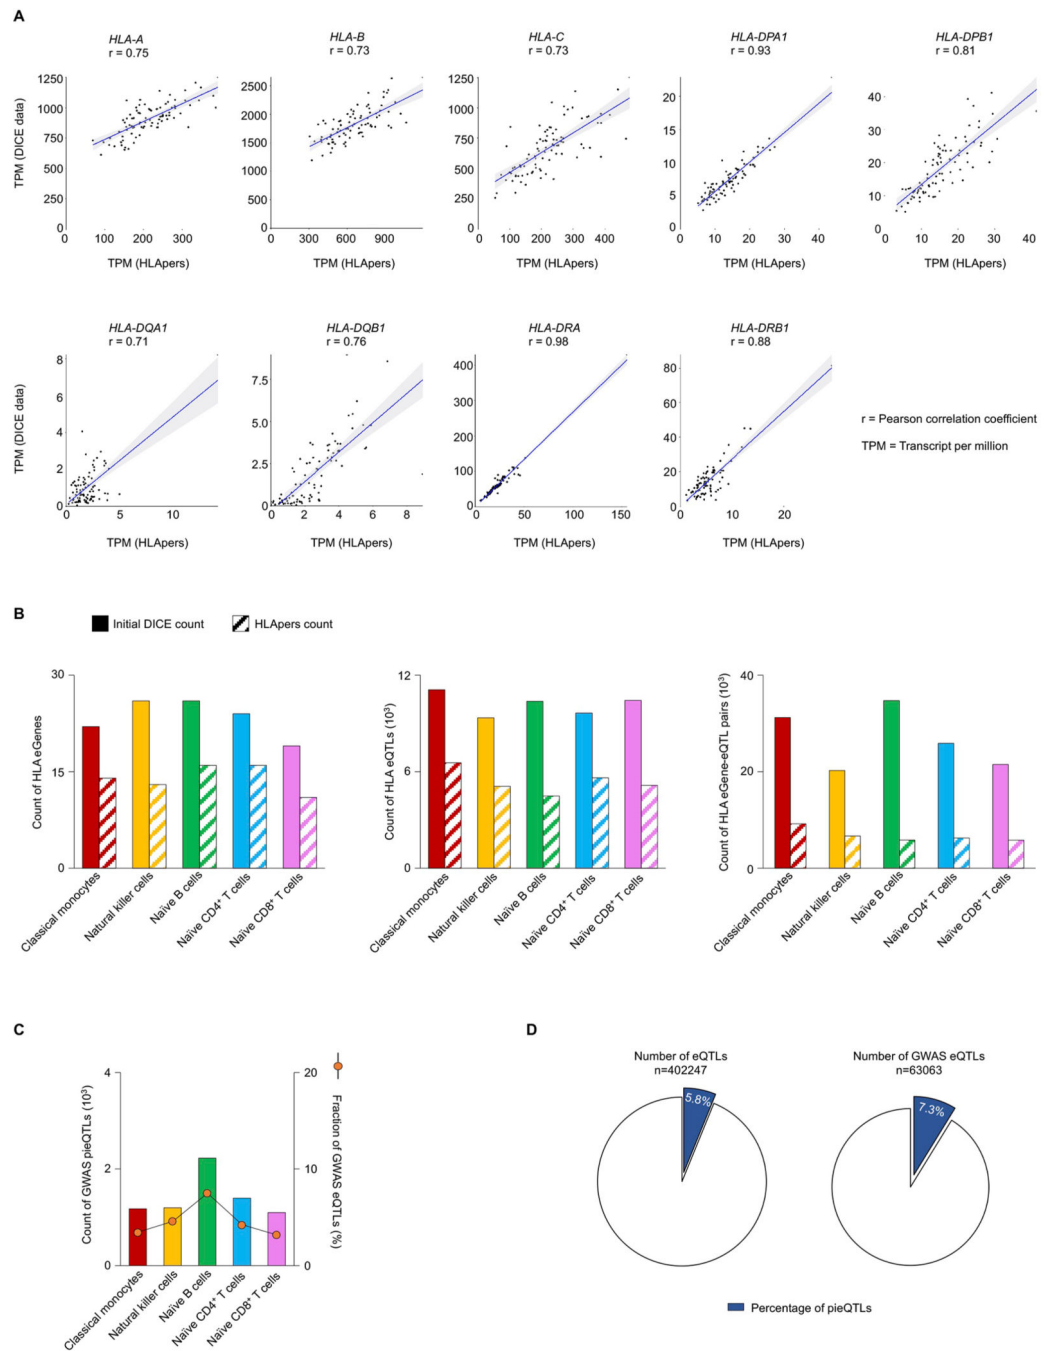 A
HLA-A
r = 0.75
HLA-B
r = 0.73
HLA-C
r = 0.73
HLA-DPA1
r = 0.93
HLA-DPB1
r = 0.81
TPM (DICE data)
1250
1000
750
500
250
0
0 100 200 300
TPM (HLApers)
2500
2000
1500
1000
500
0
0 300 600 900
TPM (HLApers)
1250
1000
750
500
250
0 100 200 300 400
TPM (HLApers)
20
15
10
5
0
0 10 20 30 40
TPM (HLApers)
40
30
20
10
0
0 10 20 30 40
TPM (HLApers)
HLA-DQA1
r = 0.71
HLA-DQB1
r = 0.76
HLA-DRA
r = 0.98
HLA-DRB1
r = 0.88
TPM (DICE data)
8
6
4
2
0
0 5 10
TPM (HLApers)
7.5
5.0
2.5
0
0 2 4 6 8
TPM (HLApers)
400
300
200
100
0
0 50 100 150
TPM (HLApers)
80
60
40
20
0
0 10 20
TPM (HLApers)
r = Pearson correlation coefficient
TPM = Transcript per million
B
Initial DICE count
HLApers count
Count of HLA eGenes
30
15
0
Classical monocytes
Natural killer cells
Naïve B cells
Naïve CD4⁺ T cells
Naïve CD8⁺ T cells
Count of HLA eQTLs (10³)
12
6
0
Classical monocytes
Natural killer cells
Naïve B cells
Naïve CD4⁺ T cells
Naïve CD8⁺ T cells
Count of HLA eGene-eQTL pairs (10³)
40
20
0
Classical monocytes
Natural killer cells
Naïve B cells
Naïve CD4⁺ T cells
Naïve CD8⁺ T cells
C
Count of GWAS pieQTLs (10³)
4
2
0
20
10
0
Fraction of GWAS eQTLs (%)
Classical monocytes
Natural killer cells
Naïve B cells
Naïve CD4⁺ T cells
Naïve CD8⁺ T cells
D
Number of eQTLs
n=402247
5.8%
Number of GWAS eQTLs
n=63063
7.3%
Percentage of pieQTLs